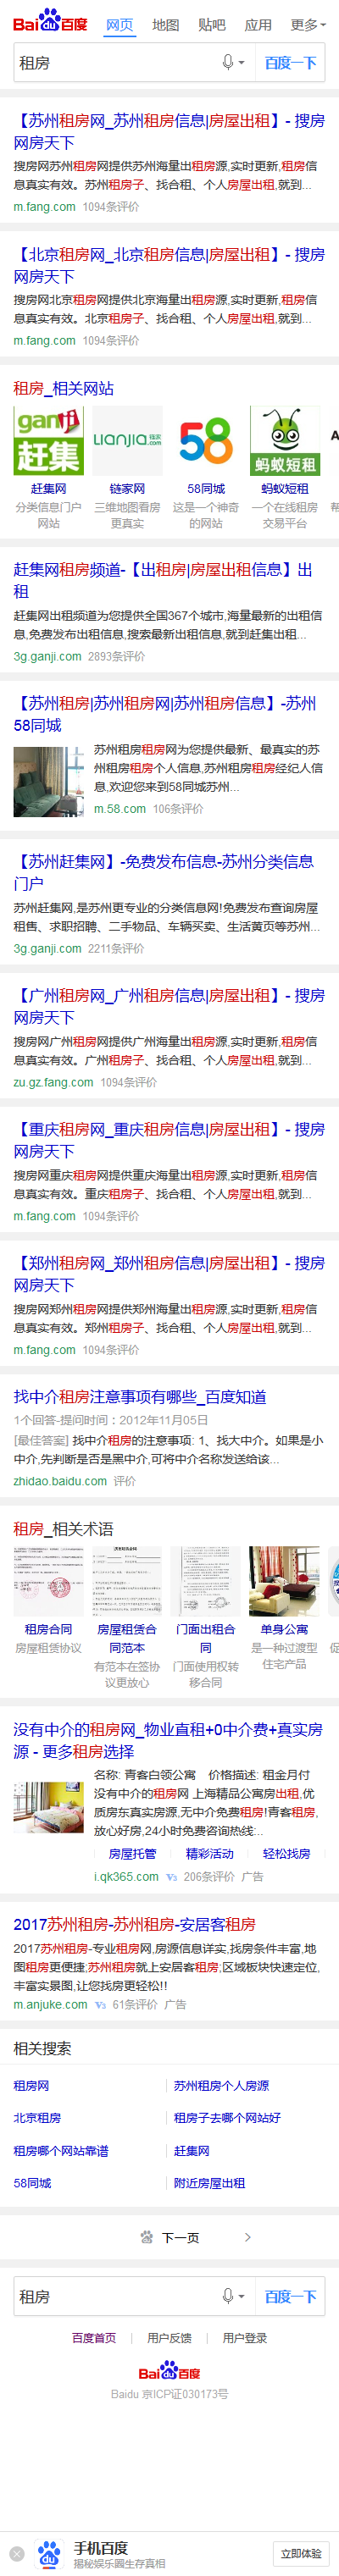 Baidu百度 网页 地图 贴吧 应用 更多
租房 百度一下
【苏州租房网_苏州租房信息|房屋出租】- 搜房
网房天下
搜房网苏州租房网提供苏州海量出租房源,实时更新,租房信
息真实有效。苏州租房子、找合租、个人房屋出租,就到...
m.fang.com 1094条评价
【北京租房网_北京租房信息|房屋出租】- 搜房
网房天下
搜房网北京租房网提供北京海量出租房源,实时更新,租房信
息真实有效。北京租房子、找合租、个人房屋出租,就到...
m.fang.com 1094条评价
租房_相关网站
ganji
赶集
LIANJIA.链家
58
蚂蚁短租
赶集网 链家网 58同城 蚂蚁短租
分类信息门户 三维地图看房 这是一个神奇 一个在线租房
网站 更真实 的网站 交易平台
赶集网租房频道-【出租房|房屋出租信息】出
租
赶集网出租频道为您提供全国367个城市,海量最新的出租信
息,免费发布出租信息,搜索最新出租信息,就到赶集出租...
3g.ganji.com 2893条评价
【苏州租房|苏州租房网|苏州租房信息】-苏州
58同城
苏州租房租房网为您提供最新、最真实的苏
州租房租房个人信息,苏州租房租房经纪人信
息,欢迎您来到58同城苏州...
m.58.com 106条评价
【苏州赶集网】-免费发布信息-苏州分类信息
门户
苏州赶集网,是苏州更专业的分类信息网!免费发布查询房屋
租售、求职招聘、二手物品、车辆买卖、生活黄页等苏州...
3g.ganji.com 2211条评价
【广州租房网_广州租房信息|房屋出租】- 搜房
网房天下
搜房网广州租房网提供广州海量出租房源,实时更新,租房信
息真实有效。广州租房子、找合租、个人房屋出租,就到...
zu.gz.fang.com 1094条评价
【重庆租房网_重庆租房信息|房屋出租】- 搜房
网房天下
搜房网重庆租房网提供重庆海量出租房源,实时更新,租房信
息真实有效。重庆租房子、找合租、个人房屋出租,就到...
m.fang.com 1094条评价
【郑州租房网_郑州租房信息|房屋出租】- 搜房
网房天下
搜房网郑州租房网提供郑州海量出租房源,实时更新,租房信
息真实有效。郑州租房子、找合租、个人房屋出租,就到...
m.fang.com 1094条评价
找中介租房注意事项有哪些_百度知道
1个回答-提问时间：2012年11月05日
[最佳答案] 找中介租房的注意事项: 1、找大中介。如果是小
中介,先判断是否是黑中介,可将中介名称发送给该...
zhidao.baidu.com 评价
租房_相关术语
租房合同 房屋租赁合 门面出租合 单身公寓
房屋租赁协议 同范本 同 是一种过渡型
有范本在签协 门面使用权转 住宅产品
议更放心 移合同
没有中介的租房网_物业直租+0中介费+真实房
源 - 更多租房选择
名称: 青客白领公寓 价格描述: 租金月付
没有中介的租房网 上海精品公寓房出租,优
质房东真实房源,无中介免费租房!青客租房,
放心好房,24小时免费咨询热线...
房屋托管 精彩活动 轻松找房
i.qk365.com V3 206条评价 广告
2017苏州租房-苏州租房-安居客租房
2017苏州租房-专业租房网,房源信息详实,找房条件丰富,地
图租房更便捷;苏州租房就上安居客租房;区域板块快速定位,
丰富实景图,让您找房更轻松!!
m.anjuke.com V3 61条评价 广告
相关搜索
租房网 苏州租房个人房源
北京租房 租房子去哪个网站好
租房哪个网站靠谱 赶集网
58同城 附近房屋出租
下一页
租房 百度一下
百度首页 用户反馈 用户登录
Baidu百度
Baidu 京ICP证030173号
du 手机百度 立即体验
揭秘娱乐圈生存真相